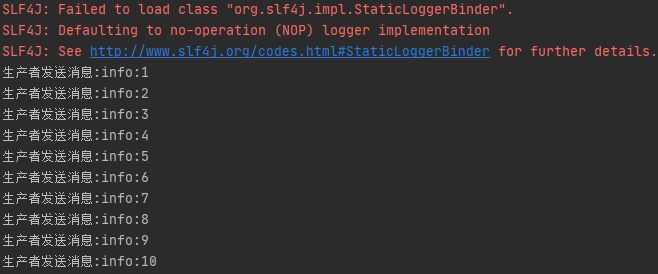 SLF4J: Failed to load class "org.slf4j.impl.StaticLoggerBinder".
SLF4J: Defaulting to no-operation (NOP) logger implementation
SLF4J: See http://www.slf4j.org/codes.html#StaticLoggerBinder for further details.
生产者发送消息:info:1
生产者发送消息:info:2
生产者发送消息:info:3
生产者发送消息:info:4
生产者发送消息:info:5
生产者发送消息:info:6
生产者发送消息:info:7
生产者发送消息:info:8
生产者发送消息:info:9
生产者发送消息:info:10